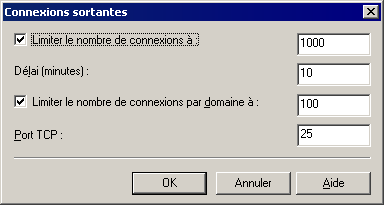 Connexions sortantes
Limiter le nombre de connexions à : 1000
Délai (minutes) : 10
Limiter le nombre de connexions par domaine à : 100
Port TCP : 25
OK Annuler Aide